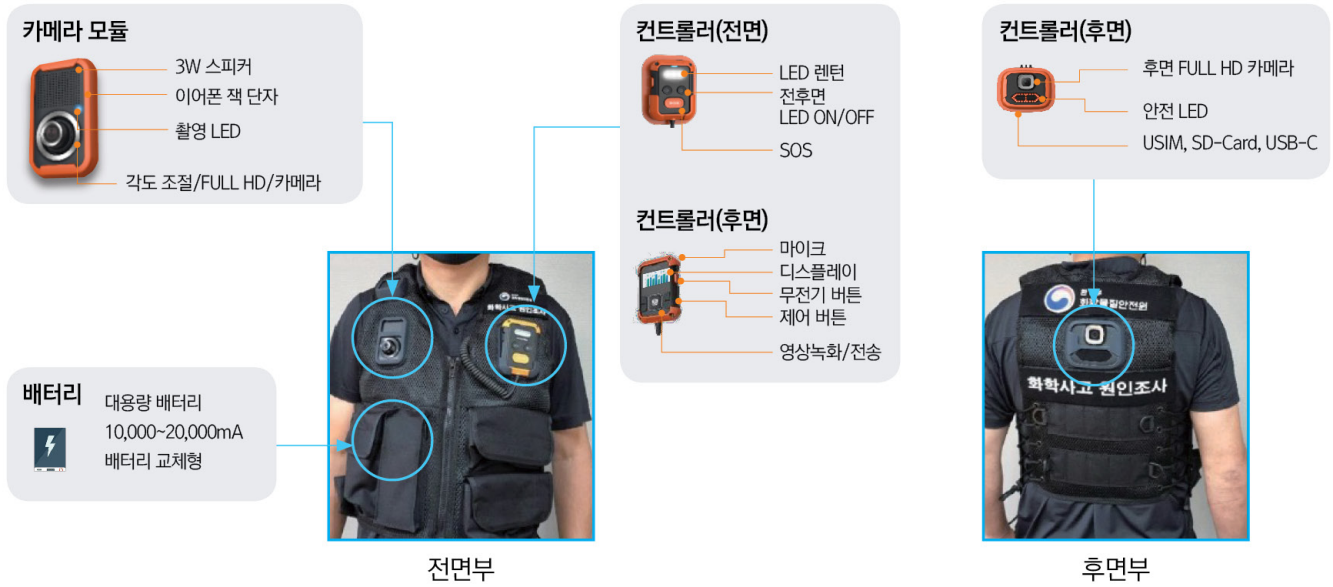 카메라 모듈
3W 스피커
이어폰 잭 단자
촬영 LED
각도 조절/FULL HD/카메라
컨트롤러(전면)
LED 렌턴
전후면
LED ON/OFF
SOS
컨트롤러(후면)
마이크
디스플레이
무전기 버튼
제어 버튼
영상녹화/전송
컨트롤러(후면)
후면 FULL HD 카메라
안전 LED
USIM, SD-Card, USB-C
배터리
대용량 배터리
10,000~20,000mA
배터리 교체형
화학사고 원인조사
전면부
화학물질안전원
화학사고 원인조사
후면부